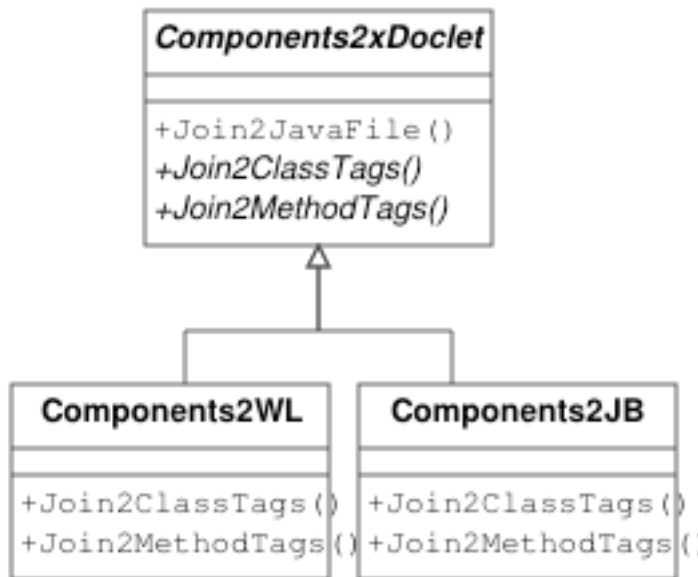 Components2xDoclet
+Join2JavaFile()
+Join2ClassTags()
+Join2MethodTags()
Components2WL
+Join2ClassTags()
+Join2MethodTags()
Components2JB
+Join2ClassTags()
+Join2MethodTags()